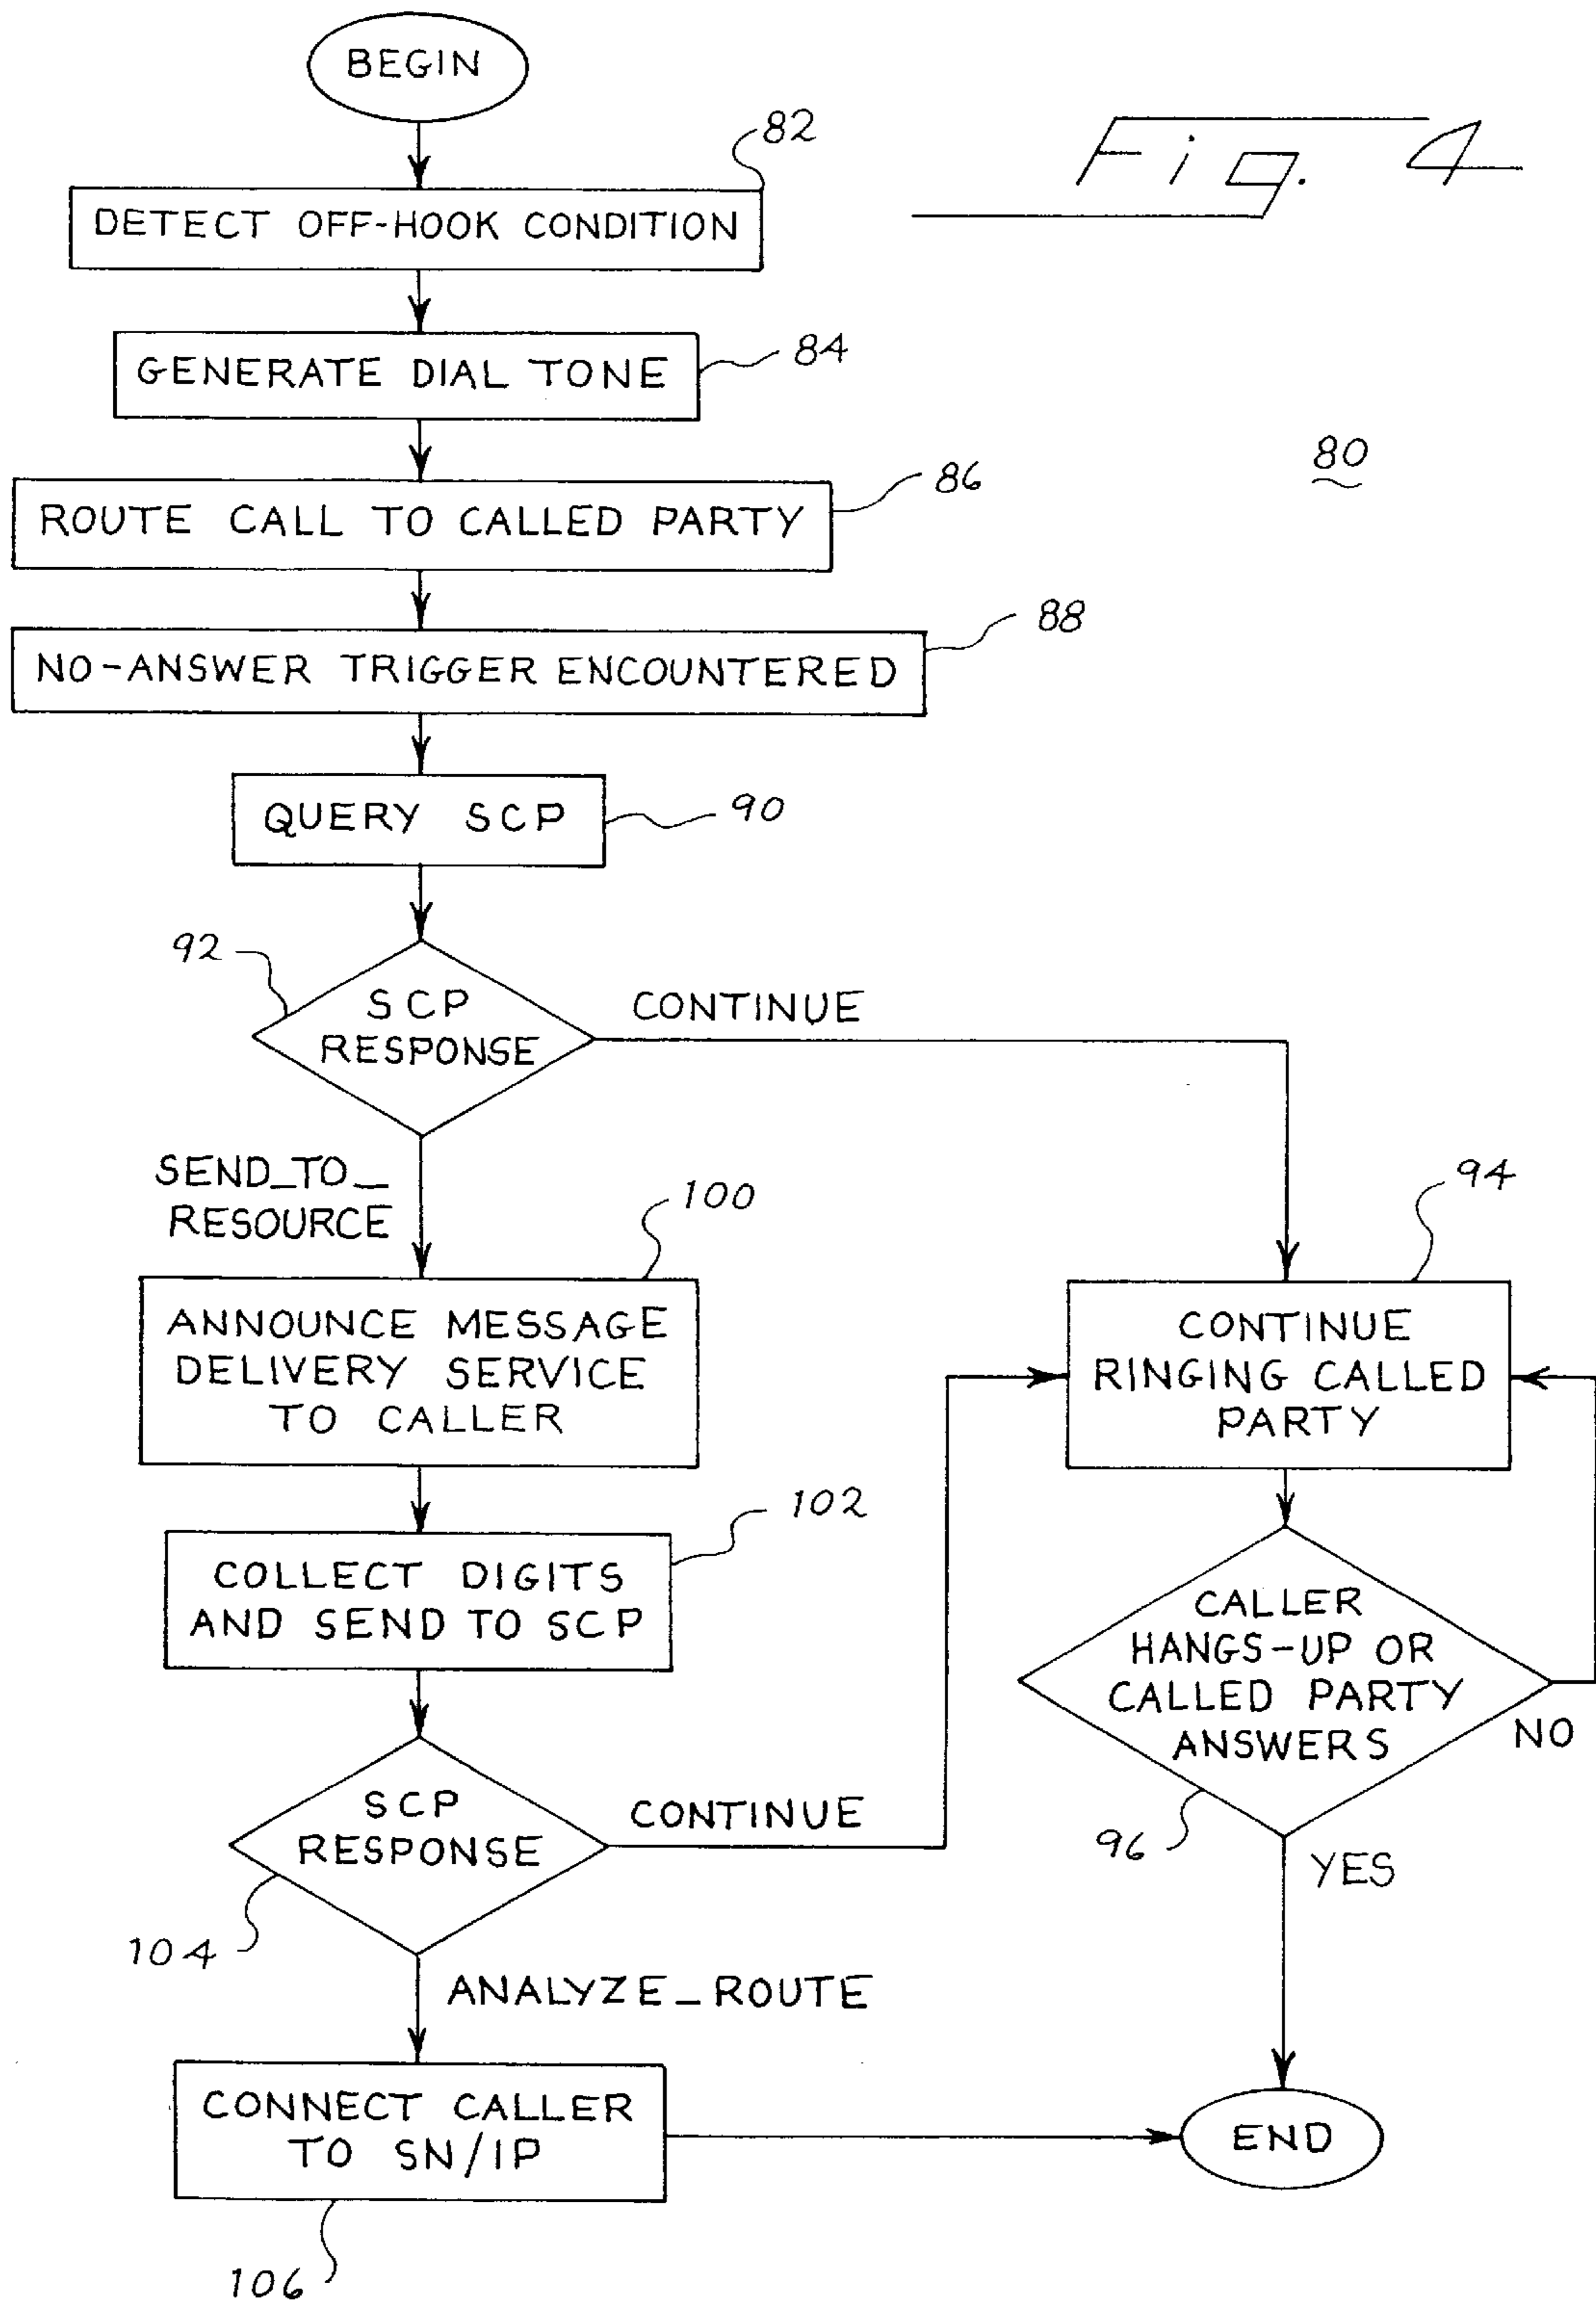 BEGIN
Fig. 4
82
DETECT OFF-HOOK CONDITION
84
GENERATE DIAL TONE
80
86
ROUTE CALL TO CALLED PARTY
88
NO-ANSWER TRIGGER ENCOUNTERED
90
QUERY SCP
92
SCP
RESPONSE
CONTINUE
SEND_TO_
RESOURCE
100
94
ANNOUNCE MESSAGE
DELIVERY SERVICE
TO CALLER
CONTINUE
RINGING CALLED
PARTY
102
COLLECT DIGITS
AND SEND TO SCP
CALLER
HANGS-UP OR
CALLED PARTY
ANSWERS
NO
96
YES
SCP
RESPONSE
CONTINUE
104
ANALYZE_ROUTE
CONNECT CALLER
TO SN/IP
END
106